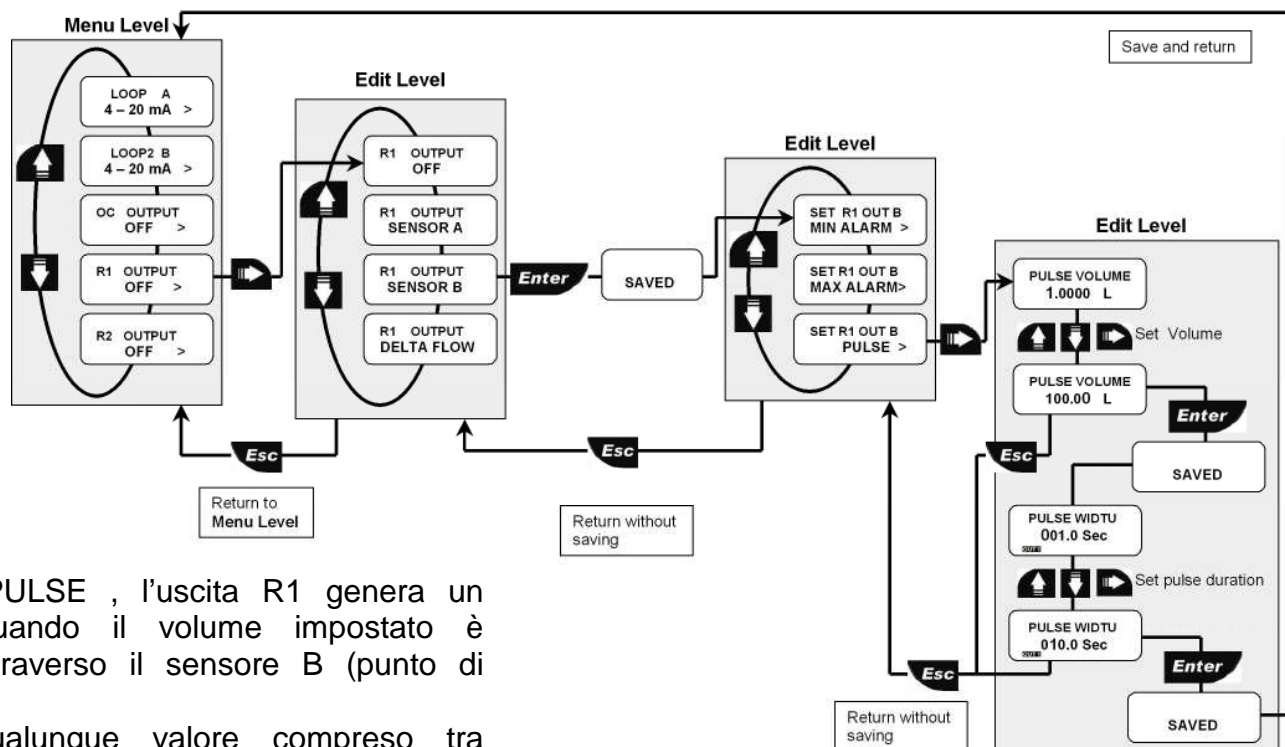 Menu Level
LOOP A
4 – 20 mA >
LOOP2 B
4 – 20 mA >
OC OUTPUT
OFF >
R1 OUTPUT
OFF >
R2 OUTPUT
OFF >
Esc
Return to
Menu Level
Edit Level
R1 OUTPUT
OFF
R1 OUTPUT
SENSOR A
R1 OUTPUT
SENSOR B
R1 OUTPUT
DELTA FLOW
Enter
SAVED
Esc
Return without
saving
Edit Level
SET R1 OUT B
MIN ALARM >
SET R1 OUT B
MAX ALARM>
SET R1 OUT B
PULSE >
Save and return
Edit Level
PULSE VOLUME
1.0000 L
Set Volume
PULSE VOLUME
100.00 L
Enter
Esc
SAVED
PULSE WIDTU
001.0 Sec
OUT1
Set pulse duration
PULSE WIDTU
010.0 Sec
OUT1
Enter
Esc
SAVED
Return without
saving
PULSE , l'uscita R1 genera un
uando il volume impostato è
raverso il sensore B (punto di
ualunque valore compreso tra